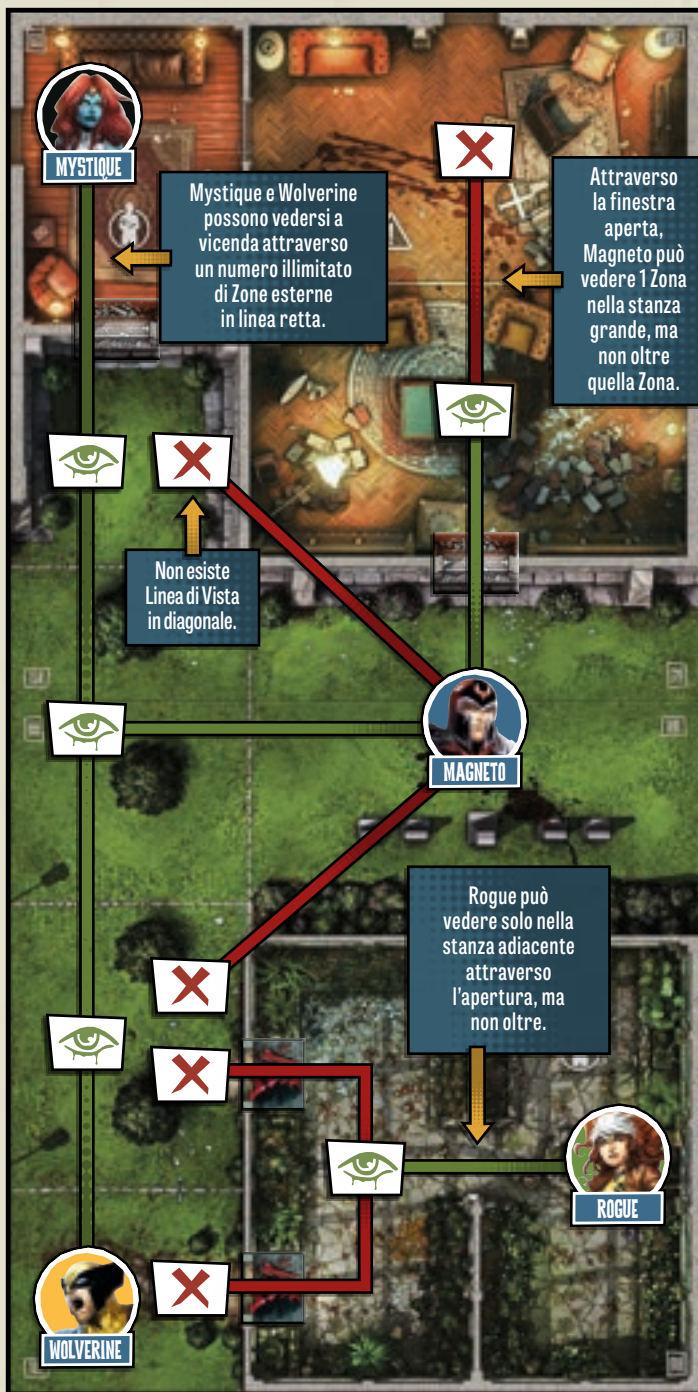 MYSTIQUE
Mystique e Wolverine
possono vedersi a
vicenda attraverso
un numero illimitato
di Zone esterne
in linea retta.
Attraverso
la finestra
aperta,
Magneto può
vedere 1 Zona
nella stanza
grande, ma
non oltre
quella Zona.
Non esiste
Linea di Vista
in diagonale.
MAGNETO
Rogue può
vedere solo nella
stanza adiacente
attraverso
l'apertura, ma
non oltre.
ROGUE
WOLVERINE